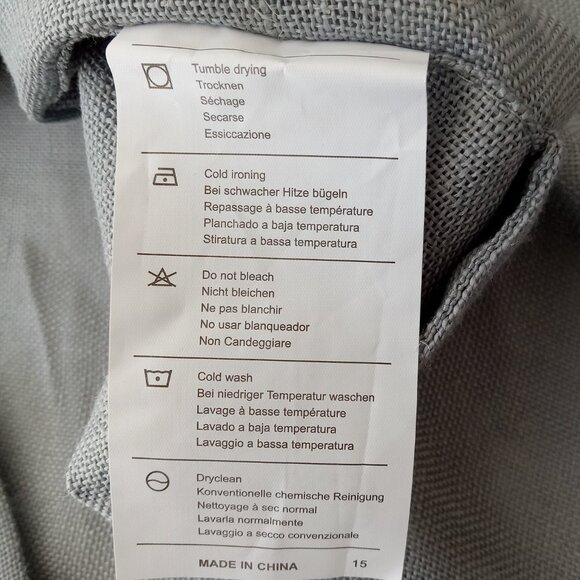 Tumble drying
Trocknen
Séchage
Secarse
Essiccazione
Cold ironing
Bei schwacher Hitze bügeln
Repassage à basse température
Planchado a baja temperatura
Stiratura a bassa temperatura
Do not bleach
Nicht bleichen
Ne pas blanchir
No usar blanqueador
Non Candeggiare
Cold wash
Bei niedriger Temperatur waschen
Lavage à basse température
Lavado a baja temperatura
Lavaggio a bassa temperatura
Dryclean
Konventionelle chemische Reinigung
Nettoyage à sec normal
Lavarla normalmente
Lavaggio a secco convenzionale
MADE IN CHINA 15